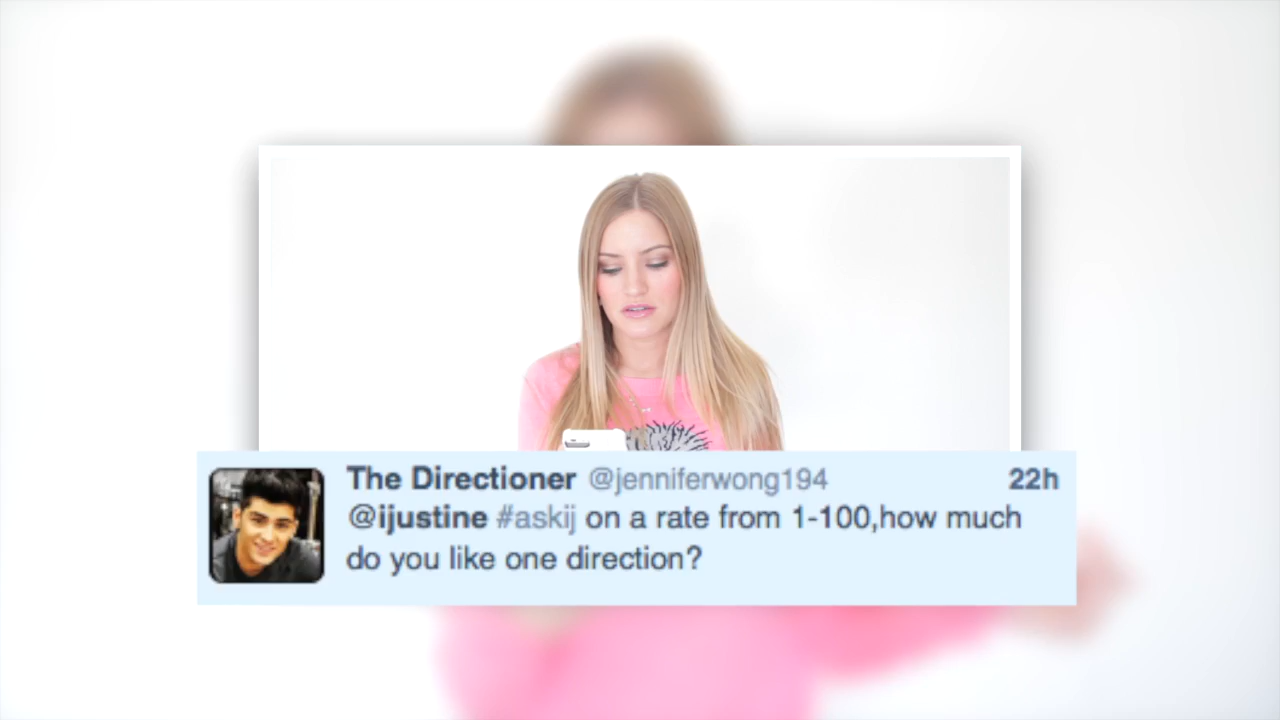 The Directioner @jenniferwong194 22h
@ijustine #askij on a rate from 1-100,how much
do you like one direction?